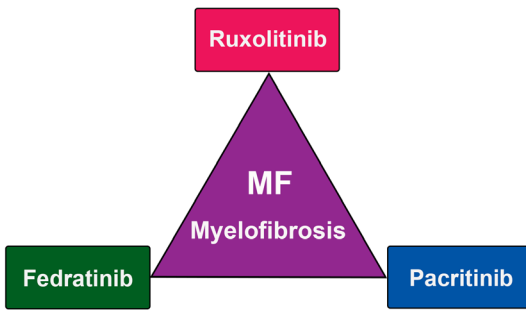 Ruxolitinib
MF
Myelofibrosis
Fedratinib
Pacritinib